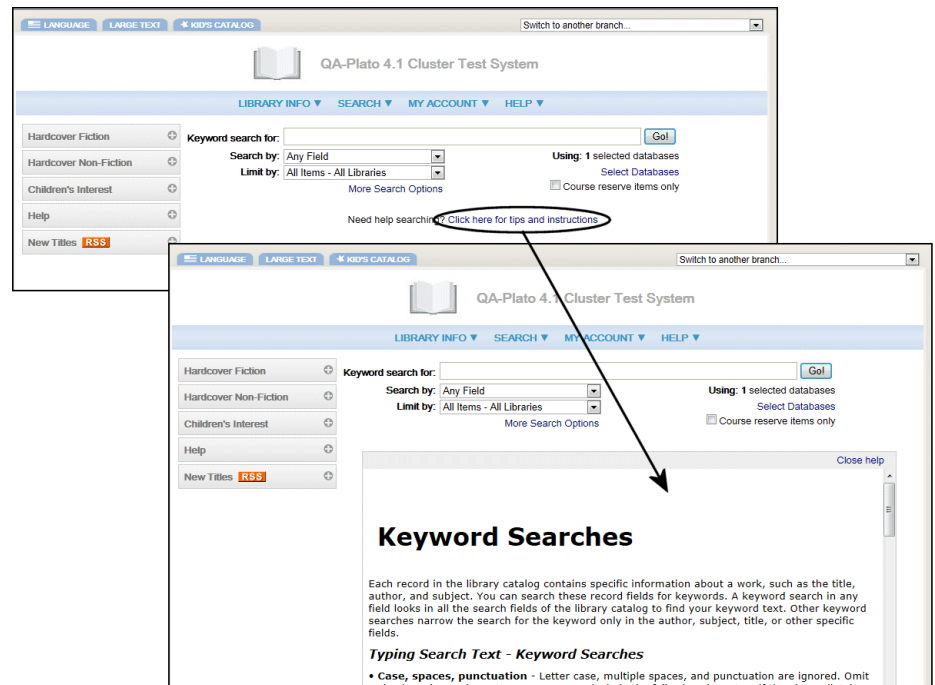 LANGUAGE LARGE TEXT KID'S CATALOG Switch to another branch...
QA-Plato 4.1 Cluster Test System
LIBRARY INFO ▼ SEARCH ▼ MY ACCOUNT ▼ HELP ▼
Hardcover Fiction
Hardcover Non-Fiction
Children's Interest
Help
New Titles RSS
Keyword search for: Go!
Search by: Any Field Using: 1 selected databases
Limit by: All Items - All Libraries Select Databases
More Search Options Course reserve items only
Need help searching? Click here for tips and instructions
LANGUAGE LARGE TEXT KID'S CATALOG Switch to another branch...
QA-Plato 4.1 Cluster Test System
LIBRARY INFO ▼ SEARCH ▼ MY ACCOUNT ▼ HELP ▼
Hardcover Fiction
Hardcover Non-Fiction
Children's Interest
Help
New Titles RSS
Keyword search for: Go!
Search by: Any Field Using: 1 selected databases
Limit by: All Items - All Libraries Select Databases
More Search Options Course reserve items only
Close help
Keyword Searches
Each record in the library catalog contains specific information about a work, such as the title,
author, and subject. You can search these record fields for keywords. A keyword search in any
field looks in all the search fields of the library catalog to find your keyword text. Other keyword
searches narrow the search for the keyword only in the author, subject, title, or other specific
fields.
Typing Search Text - Keyword Searches
• Case, spaces, punctuation - Letter case, multiple spaces, and punctuation are ignored. Omit